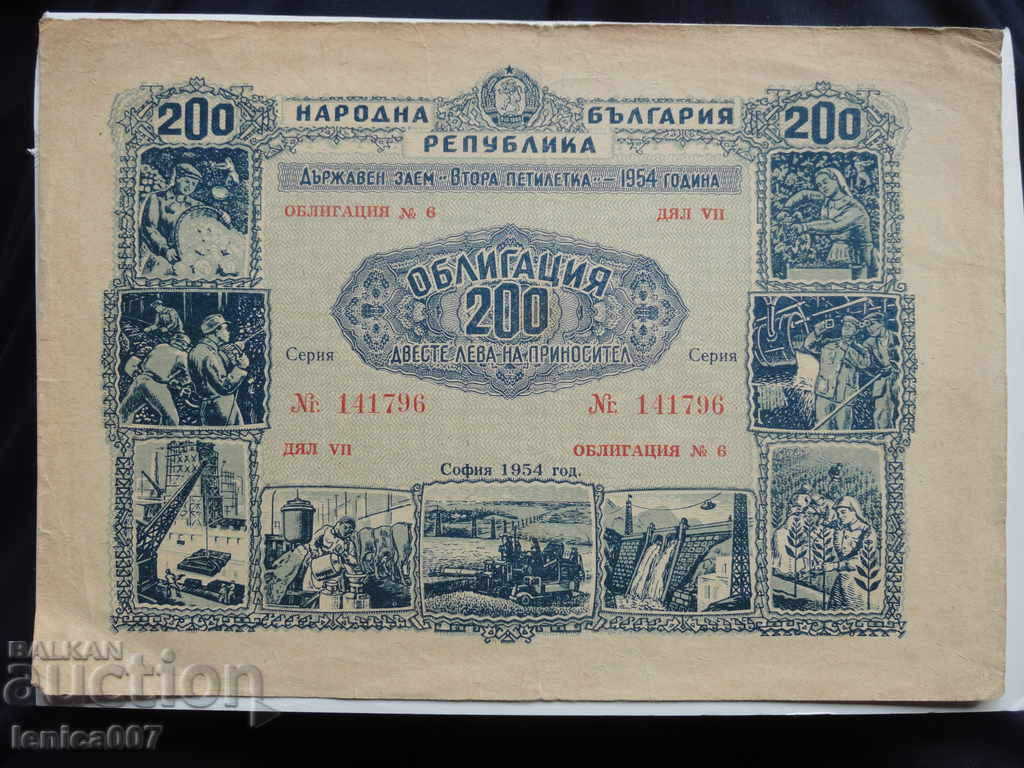 200 НАРОДНА БЪЛГАРИЯ 200
РЕПУБЛИКА
ДЪРЖАВЕН ЗАЕМ "ВТОРА ПЕТИЛЕТКА" - 1954 ГОДИНА
ОБЛИГАЦИЯ № 6 ДЯЛ VII
ОБЛИГАЦИЯ
200
ДВЕСТЕ ЛЕВА НА ПРИНОСИТЕЛ
Серия Серия
№: 141796 №: 141796
ДЯЛ VII ОБЛИГАЦИЯ № 6
София 1954 год.
BALKAN
auction
lenica007